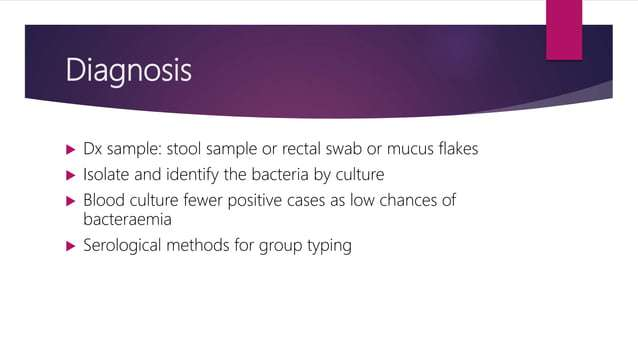 Diagnosis
Dx sample: stool sample or rectal swab or mucus flakes
Isolate and identify the bacteria by culture
Blood culture fewer positive cases as low chances of
bacteraemia
Serological methods for group typing